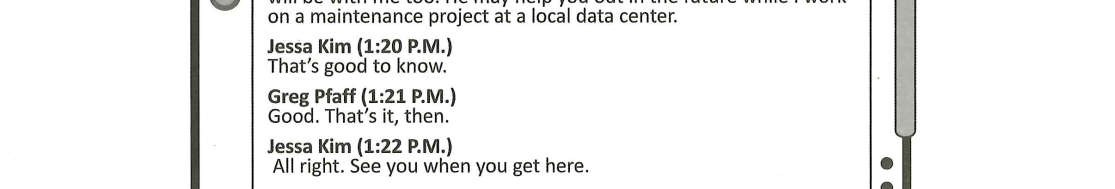 will be with me too. He may help you out in the future while I work
on a maintenance project at a local data center.
Jessa Kim (1:20 P.M.)
That's good to know.
Greg Pfaff (1:21 P.M.)
Good. That's it, then.
Jessa Kim (1:22 P.M.)
All right. See you when you get here.